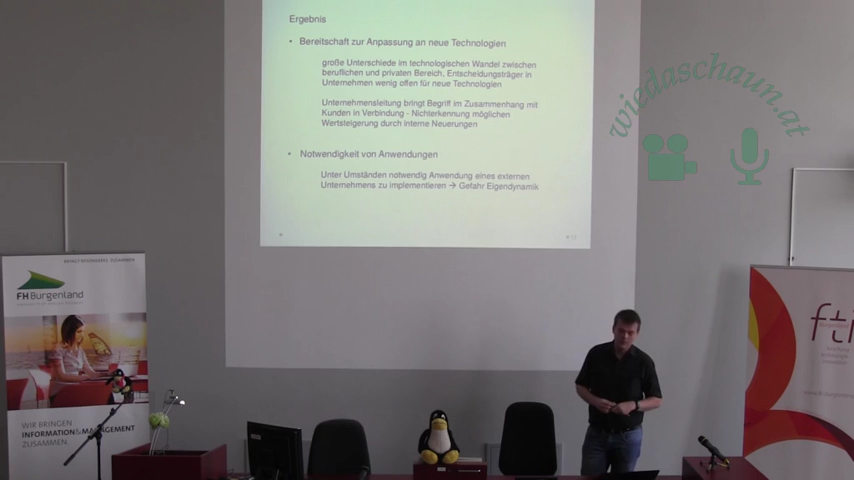 Ergebnis
• Bereitschaft zur Anpassung an neue Technologien
große Unterschiede im technologischen Wandel zwischen
beruflichen und privaten Bereich, Entscheidungsträger in
Unternehmen wenig offen für neue Technologien
Unternehmensleitung bringt Begriff im Zusammenhang mit
Kunden in Verbindung - Nichterkennung möglichen
Wertsteigerung durch interne Neuerungen
• Notwendigkeit von Anwendungen
Unter Umständen notwendig Anwendung eines externen
Unternehmens zu implementieren → Gefahr Eigendynamik
wiedaschaun.at
FH Burgenland
WIR BRINGEN
INFORMATION & MANAGEMENT
ZUSAMMEN.
fti